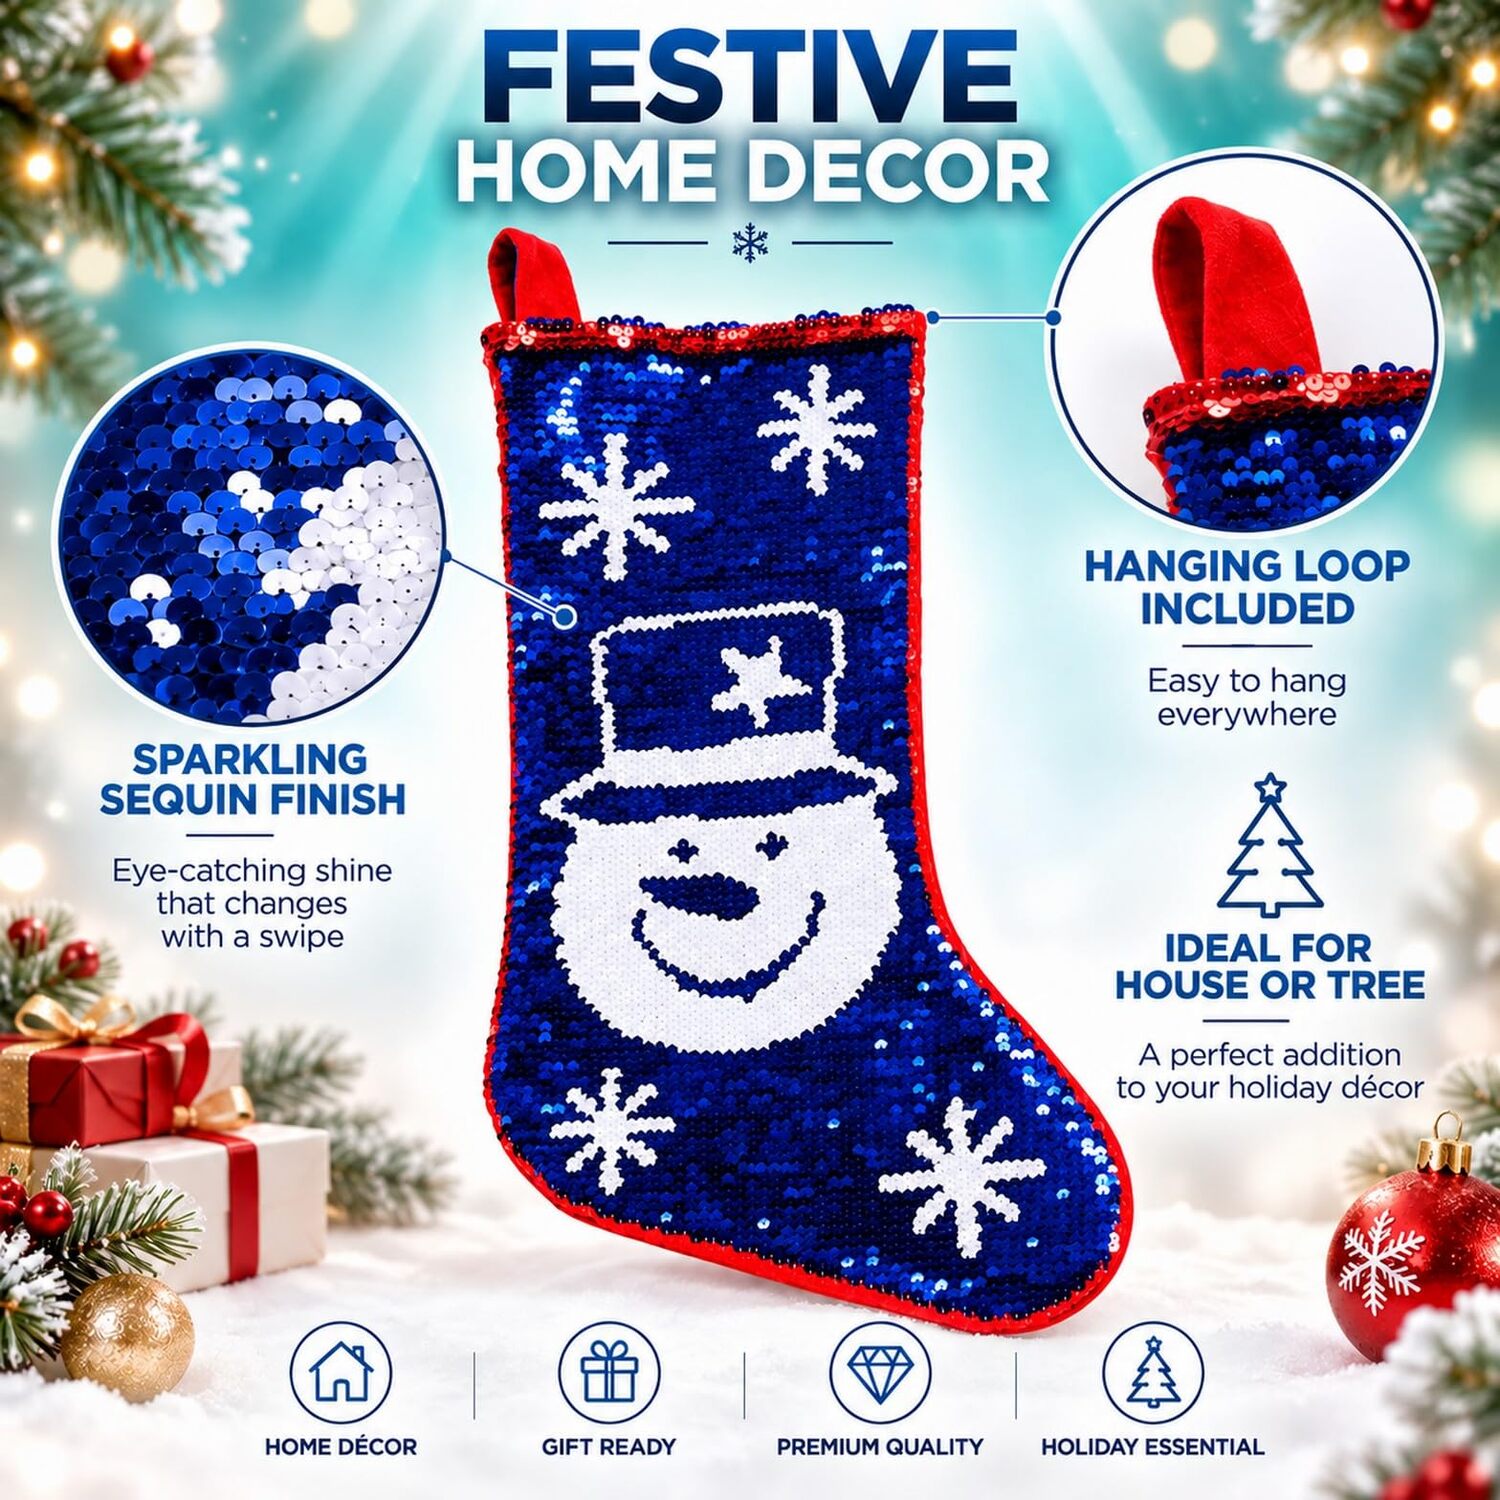 FESTIVE
HOME DECOR
HANGING LOOP
INCLUDED
Easy to hang
everywhere
SPARKLING
SEQUIN FINISH
Eye-catching shine
that changes
with a swipe
IDEAL FOR
HOUSE OR TREE
A perfect addition
to your holiday décor
HOME DÉCOR
GIFT READY
PREMIUM QUALITY
HOLIDAY ESSENTIAL